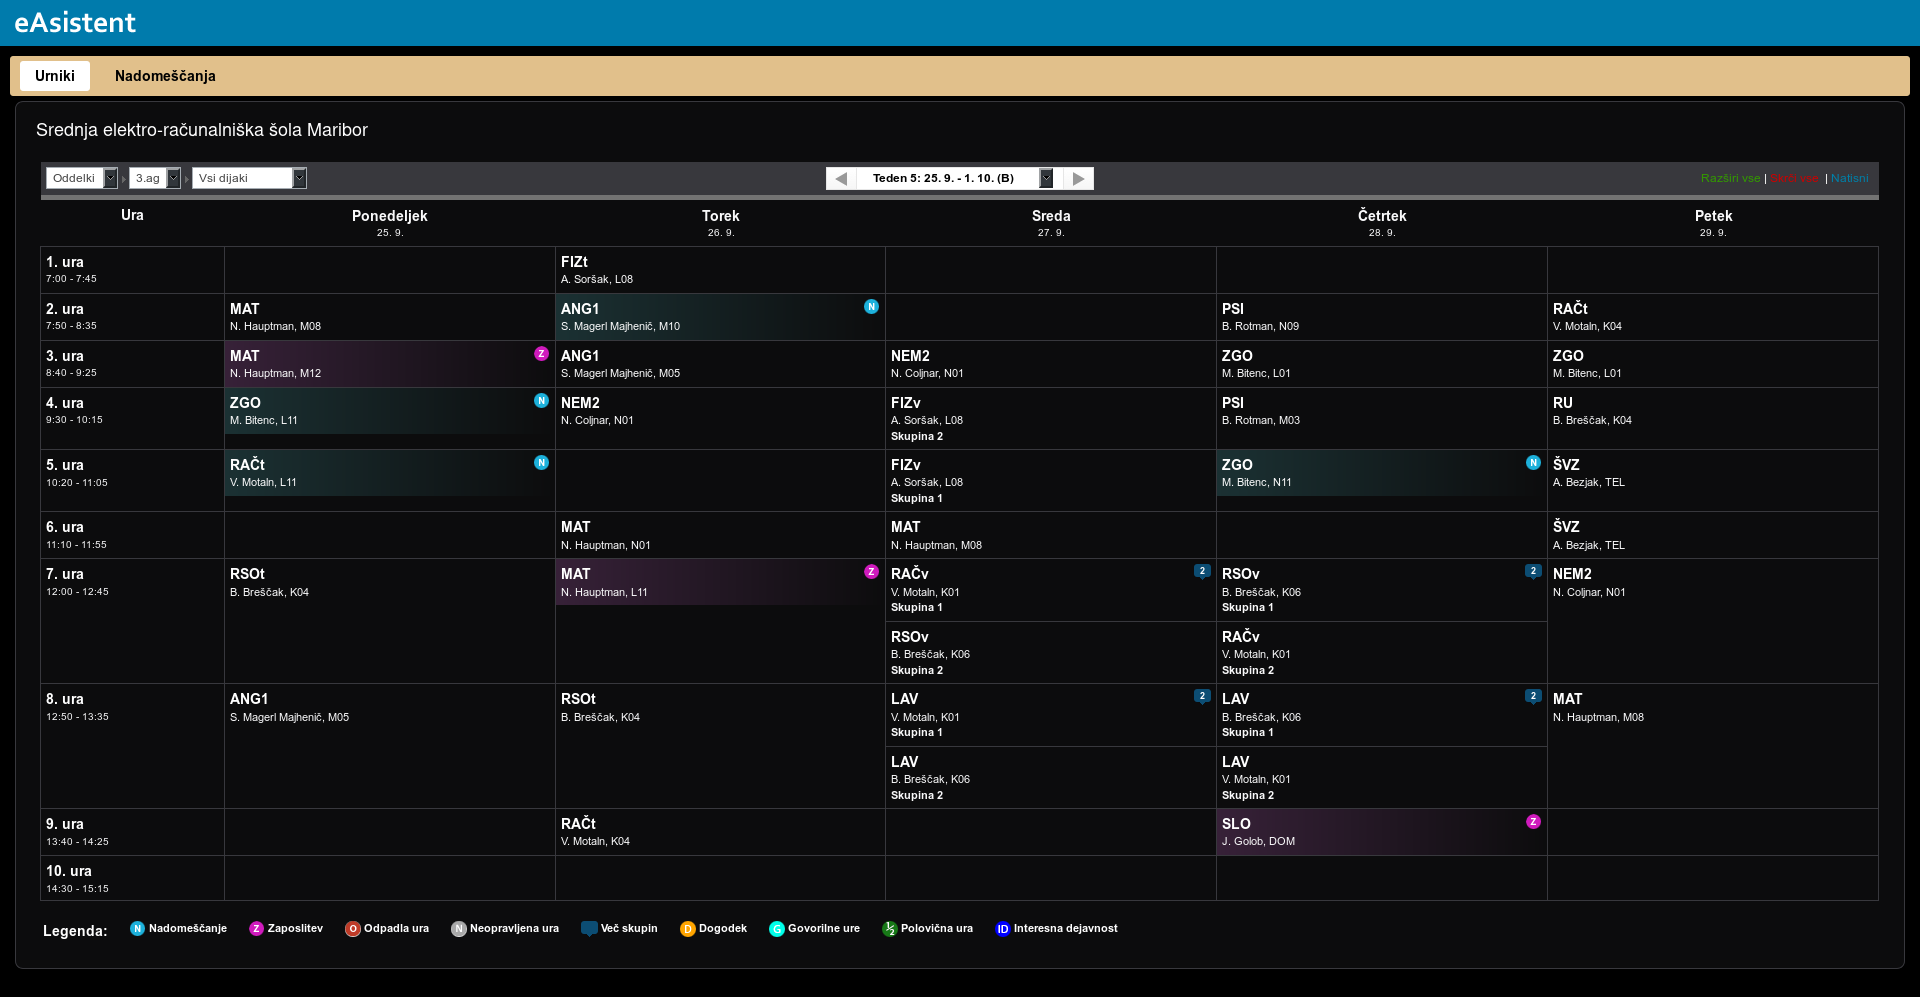 eAsistent
Urniki Nadomeščanja
Srednja elektro-računalniška šola Maribor
Oddelki 3.ag Vsi dijaki Teden 5: 25. 9. - 1. 10. (B) Razširi vse | | Natisni
Ura Ponedeljek Torek Sreda Četrtek Petek
25. 9. 26. 9. 27. 9. 28. 9. 29. 9.
1. ura FIZt
7:00 - 7:45 A. Soršak, L08
2. ura MAT ANG1 N PSI RAČt
7:50 - 8:35 N. Hauptman, M08 S. Magerl Majhenič, M10 B. Rotman, N09 V. Motaln, K04
3. ura MAT Z ANG1 NEM2 ZGO ZGO
8:40 - 9:25 N. Hauptman, M12 S. Magerl Majhenič, M05 N. Coljnar, N01 M. Bitenc, L01 M. Bitenc, L01
4. ura ZGO N NEM2 FIZv PSI RU
9:30 - 10:15 M. Bitenc, L11 N. Coljnar, N01 A. Soršak, L08 B. Rotman, M03 B. Breščak, K04
Skupina 2
5. ura RAČt N FIZv ZGO N ŠVZ
10:20 - 11:05 V. Motaln, L11 A. Soršak, L08 M. Bitenc, N11 A. Bezjak, TEL
Skupina 1
6. ura MAT MAT ŠVZ
11:10 - 11:55 N. Hauptman, N01 N. Hauptman, M08 A. Bezjak, TEL
7. ura RSOt MAT Z RAČv 2 RSOv 2 NEM2
12:00 - 12:45 B. Breščak, K04 N. Hauptman, L11 V. Motaln, K01 B. Breščak, K06 N. Coljnar, N01
Skupina 1 Skupina 1
RSOv RAČv
B. Breščak, K06 V. Motaln, K01
Skupina 2 Skupina 2
8. ura ANG1 RSOt LAV 2 LAV 2 MAT
12:50 - 13:35 S. Magerl Majhenič, M05 B. Breščak, K04 V. Motaln, K01 B. Breščak, K06 N. Hauptman, M08
Skupina 1 Skupina 1
LAV LAV
B. Breščak, K06 V. Motaln, K01
Skupina 2 Skupina 2
9. ura RAČt SLO Z
13:40 - 14:25 V. Motaln, K04 J. Golob, DOM
10. ura
14:30 - 15:15
Legenda: N Nadomeščanje Z Zaposlitev O Odpadla ura N Neopravljena ura Več skupin D Dogodek G Govorilne ure ½ Polovična ura ID Interesna dejavnost